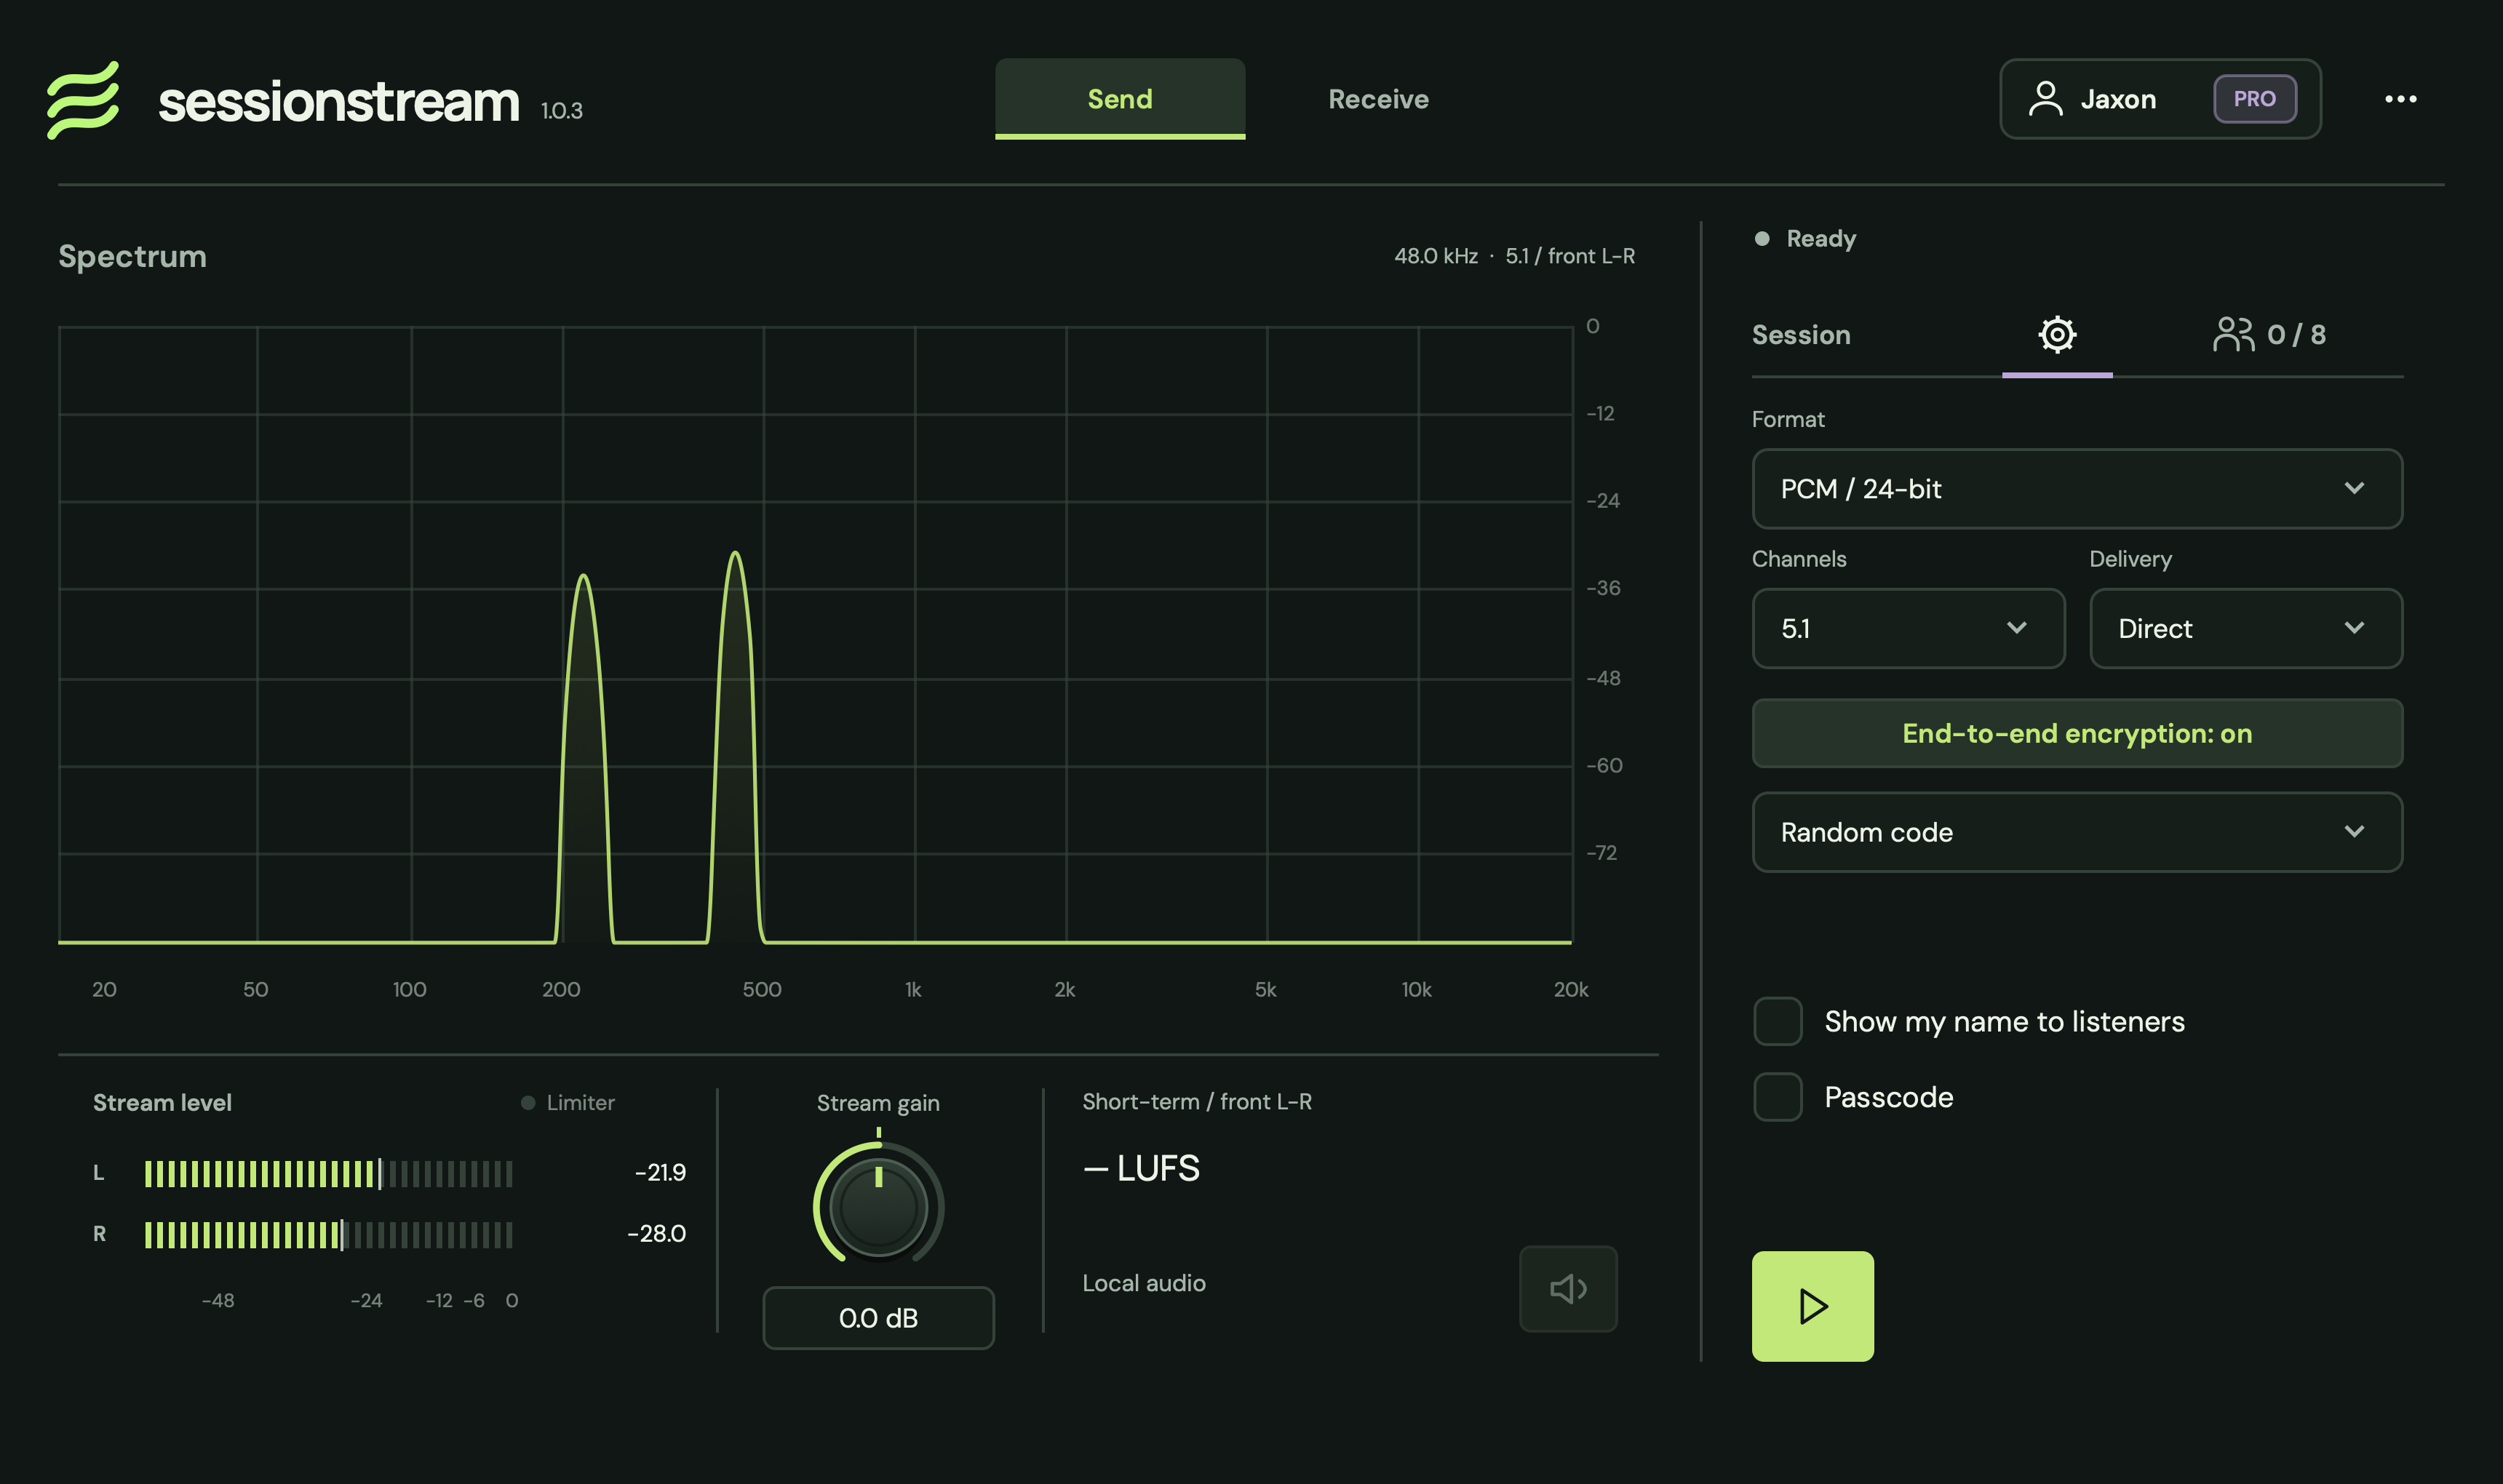 sessionstream 1.0.3
Send
Receive
Jaxon
PRO
Spectrum
48.0 kHz · 5.1 / front L-R
0
-12
-24
-36
-48
-60
-72
20 50 100 200 500 1k 2k 5k 10k 20k
Stream level
Limiter
L -21.9
R -28.0
-48 -24 -12 -6 0
Stream gain
0.0 dB
Short-term / front L-R
— LUFS
Local audio
Ready
Session
0 / 8
Format
PCM / 24-bit
Channels
Delivery
5.1
Direct
End-to-end encryption: on
Random code
Show my name to listeners
Passcode